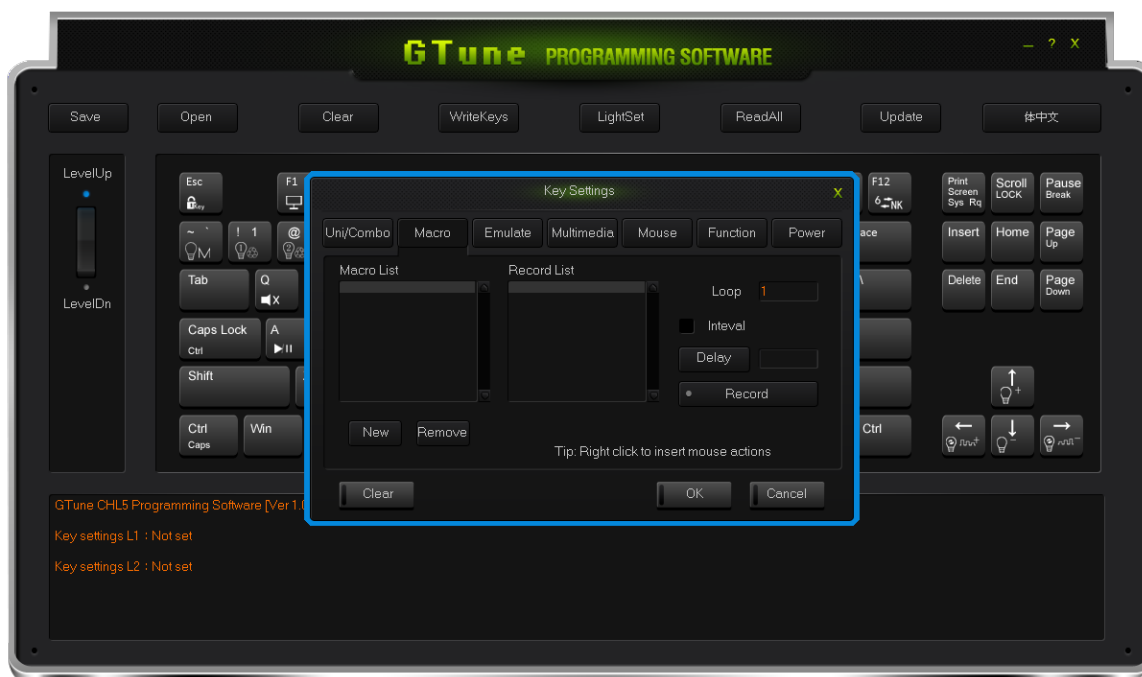 GTune PROGRAMMING SOFTWARE
_ ? X
Save Open Clear WriteKeys LightSet ReadAll Update 体中文
LevelUp
LevelDn
Esc F1 F12 Print Screen Sys Rq Scroll LOCK Pause Break
6 NK
~ ` ! 1 @ ace Insert Home Page Up
M 1 2
Tab Q \ Delete End Page Down
X
Caps Lock A
Ctrl
Shift
+
Ctrl Win Ctrl
Caps
Key Settings X
Uni/Combo Macro Emulate Multimedia Mouse Function Power
Macro List Record List
Loop 1
Inteval
Delay
Record
New Remove
Tip: Right click to insert mouse actions
Clear OK Cancel
GTune CHL5 Programming Software [Ver 1.0
Key settings L1 : Not set
Key settings L2 : Not set